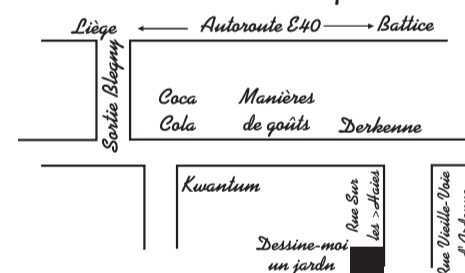 Liège Autoroute E40 Battice
Sortie Blegny
Coca Manières
Cola de goûts Derkenne
Kwantum
Rue Sur
les >Haies
Rue Vieille-Voie
Dessine-moi
un jardn